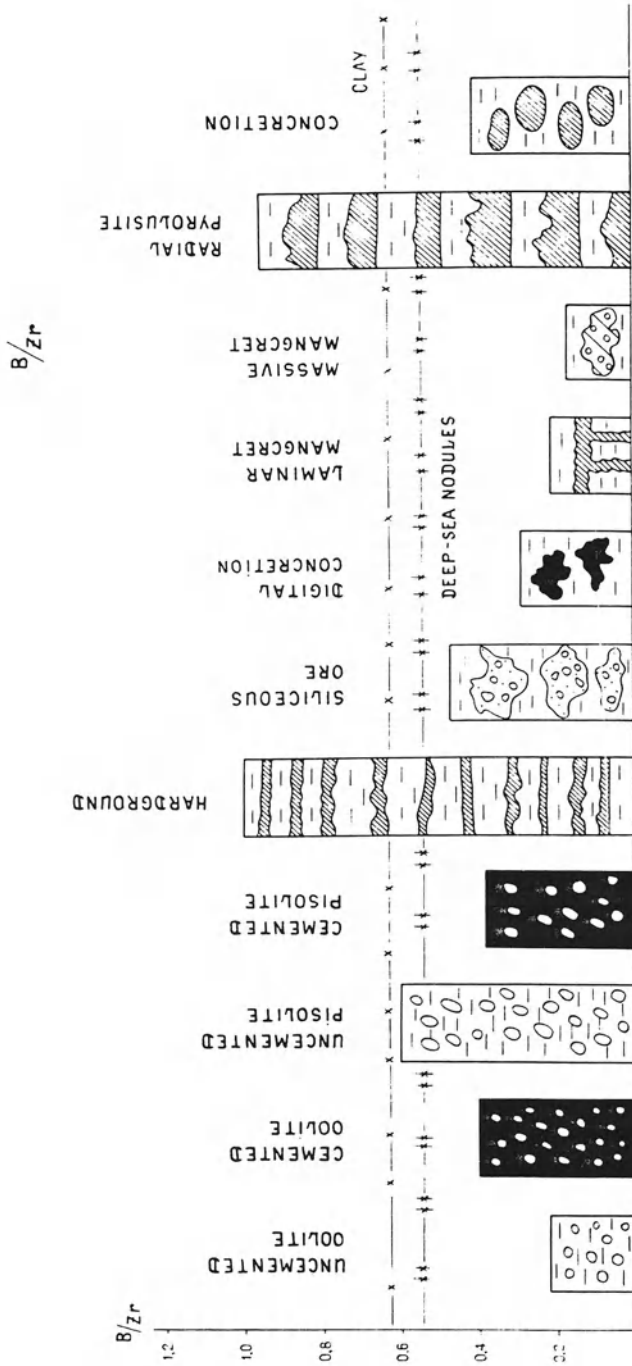 B/Zr
B/Zr
1.2
1.0
0.8
0.6
0.4
0.2
UNCEMENTED
OOLITE
CEMENTED
OOLITE
UNCEMENTED
PISOLITE
CEMENTED
PISOLITE
HARDGROUND
SILICEOUS
ORE
DIGITAL
CONCRETION
LAMINAR
MANGCRET
MASSIVE
MANGCRET
RADIAL
PYROLUSITE
CONCRETION
CLAY
DEEP-SEA NODULES